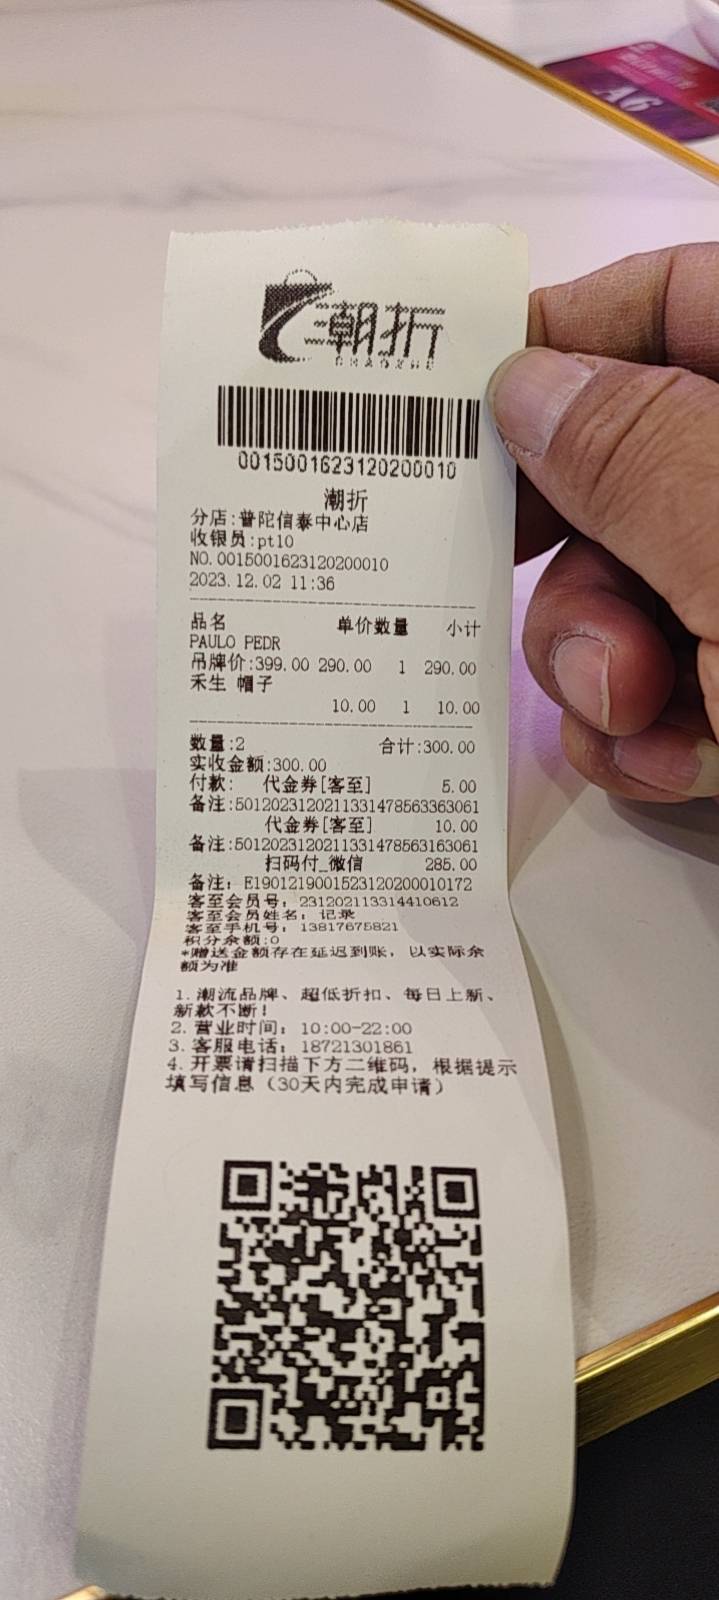 A6
潮折
CHAOZHE
0015001623120200010
潮折
分店:普陀信泰中心店
收银员:pt10
NO.0015001623120200010
2023.12.02 11:36
品名 单价数量 小计
PAULO PEDR
吊牌价:399.00 290.00 1 290.00
禾生 帽子
10.00 1 10.00
数量:2 合计:300.00
实收金额:300.00
付款: 代金券[客至] 5.00
备注:5012023120211331478563363061
代金券[客至] 10.00
备注:5012023120211331478563163061
扫码付_微信 285.00
备注: E1901219001523120200010172
客至会员号: 231202113314410612
客至会员姓名: 记录
客至手机号: 13817675821
积分余额:0
*赠送金额存在延迟到账, 以实际余
额为准
1. 潮流品牌、超低折扣、每日上新、
新款不断!
2. 营业时间: 10:00-22:00
3. 客服电话: 18721301861
4. 开票请扫描下方二维码, 根据提示
填写信息 (30天内完成申请)